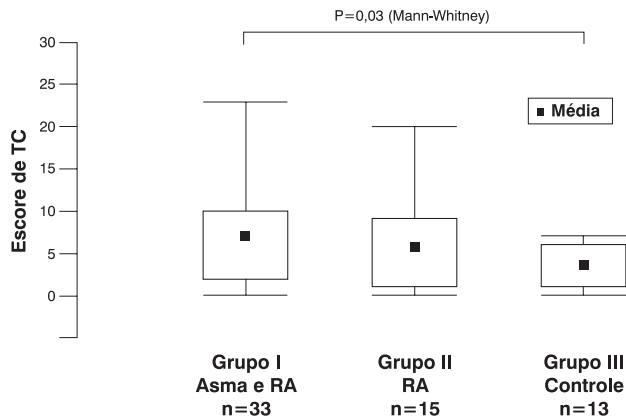 P=0,03 (Mann-Whitney)
30
25
20
15
10
5
0
Escore de TC
Média
Grupo I
Asma e RA
n=33
Grupo II
RA
n=15
Grupo III
Controle
n=13